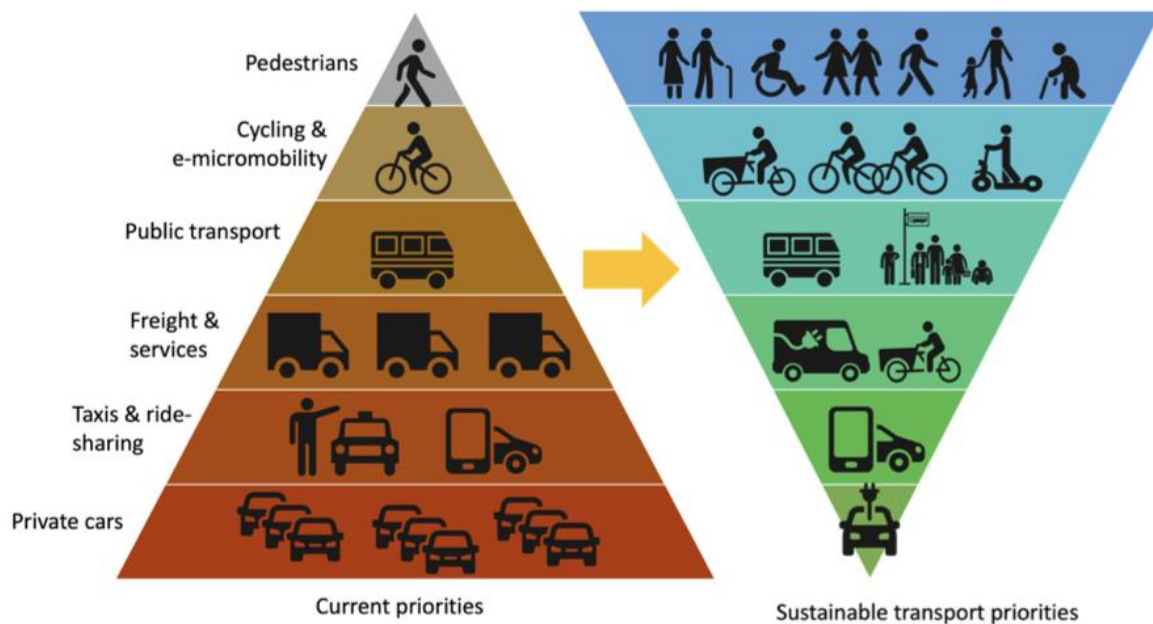 Pedestrians
Cycling &
e-micromobility
Public transport
Freight &
services
Taxis & ride-
sharing
Private cars
Current priorities
Sustainable transport priorities